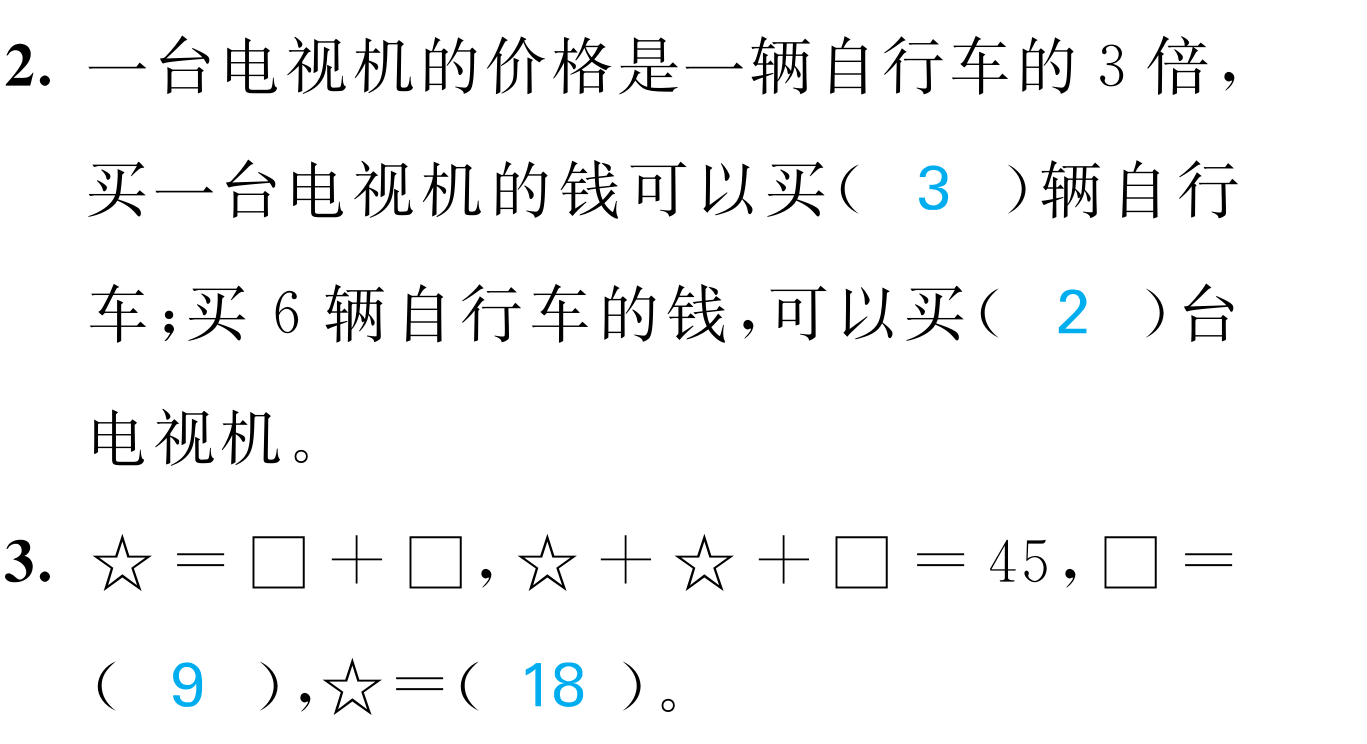 2. 一台电视机的价格是一辆自行车的 3 倍，
买一台电视机的钱可以买( 3 )辆自行
车;买 6 辆自行车的钱,可以买( 2 )台
电视机。
3. ☆=□+□,☆+☆+□=45,□=
( 9 ),☆=( 18 )。